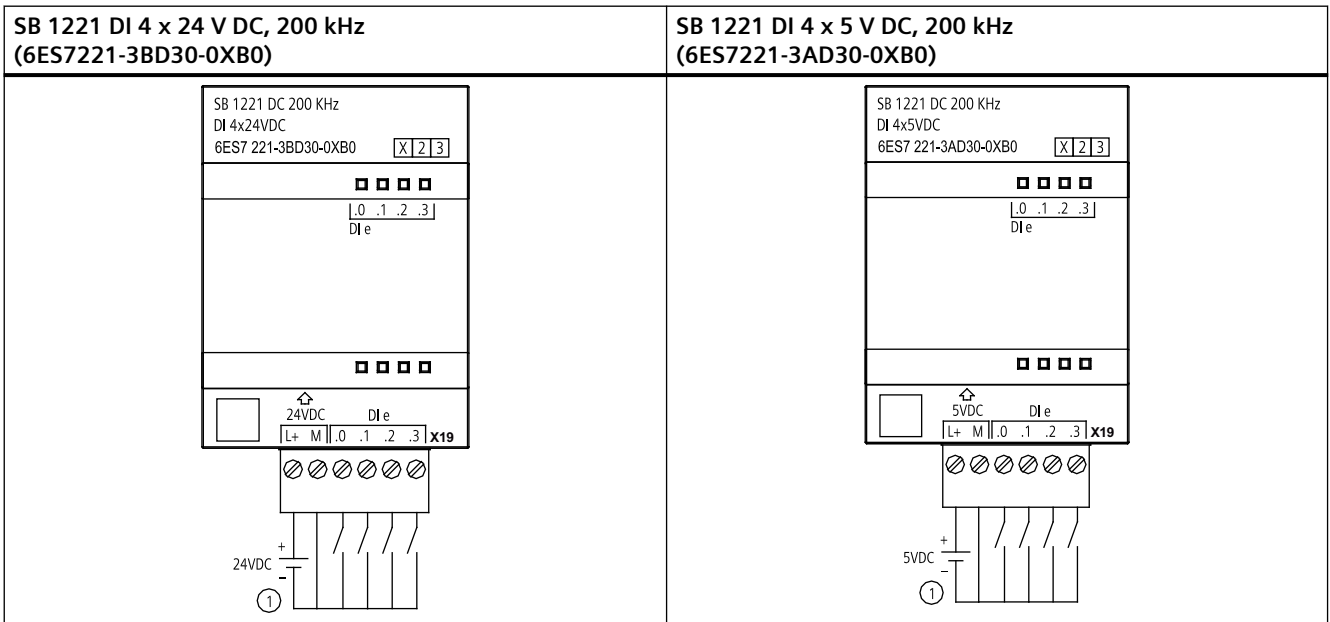 SB 1221 DI 4 x 24 V DC, 200 kHz
(6ES7221-3BD30-0XB0)
SB 1221 DI 4 x 5 V DC, 200 kHz
(6ES7221-3AD30-0XB0)
SB 1221 DC 200 KHz
DI 4x24VDC
6ES7 221-3BD30-0XB0 X 2 3
.0 .1 .2 .3
DI e
24VDC DI e
L+ M .0 .1 .2 .3 X19
+
24VDC
–
1
SB 1221 DC 200 KHz
DI 4x5VDC
6ES7 221-3AD30-0XB0 X 2 3
.0 .1 .2 .3
DI e
5VDC DI e
L+ M .0 .1 .2 .3 X19
+
5VDC
–
1